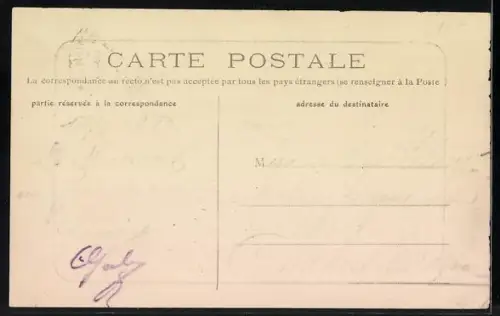 CARTE POSTALE
La correspondance au recto n'est pas acceptée par tous les pays étrangers (se renseigner à la Poste )
partie réservée à la correspondance
adresse du destinataire
M